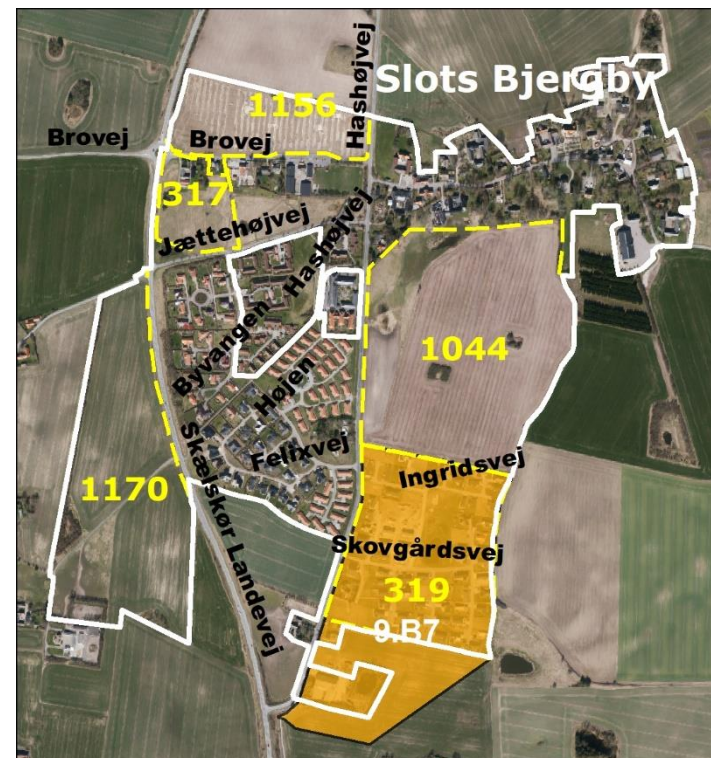 Slots Bjergby
1156
Hashøjvej
Brovej
Brovej
317
Jættehøjvej
Hashøjvej
1044
Byvangen
Højen
Felixvej
Ingridsvej
1170
Skælskør Landevej
Skovgårdsvej
319
9.B7